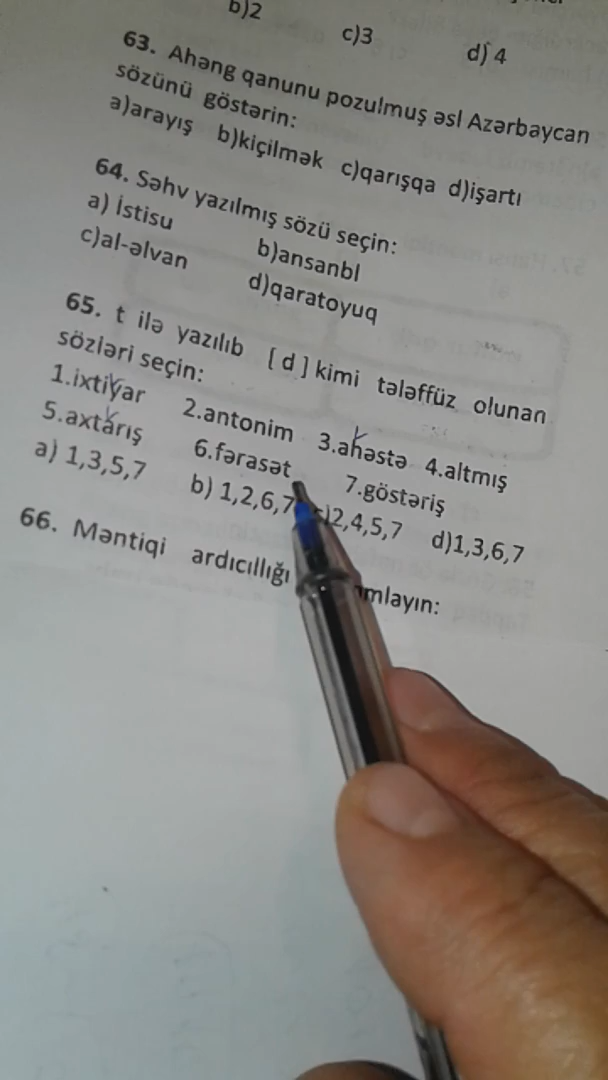 b)2 c)3 d) 4
63. Ahəng qanunu pozulmuş əsl Azərbaycan
sözünü göstərin:
a)arayış b)kiçilmək c)qarışqa d)işartı
64. Səhv yazılmış sözü seçin:
a) İstisu b)ansanbl
c)al-əlvan d)qaratoyuq
65. t ilə yazılıb [ d ] kimi tələffüz olunan
sözləri seçin:
1.ixtiyar 2.antonim 3.ahəstə 4.altmış
5.axtarış 6.fərasət 7.göstəriş
a) 1,3,5,7 b) 1,2,6,7 c)2,4,5,7 d)1,3,6,7
66. Məntiqi ardıcıllığı